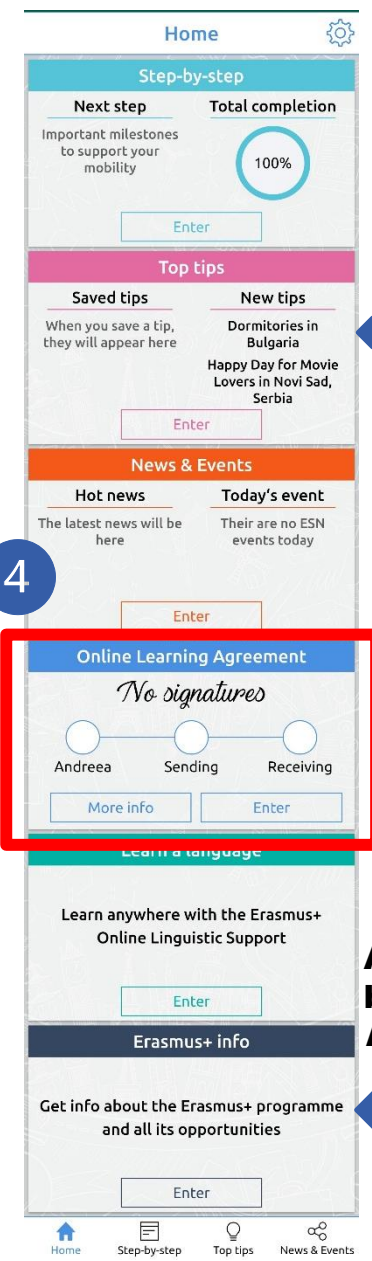 Home
Step-by-step
Next step
Total completion
Important milestones
to support your
mobility
100%
Enter
Top tips
Saved tips
New tips
When you save a tip,
they will appear here
Dormitories in
Bulgaria
Happy Day for Movie
Lovers in Novi Sad,
Serbia
Enter
News & Events
Hot news
Today's event
The latest news will be
here
Their are no ESN
events today
4
Enter
Online Learning Agreement
No signatures
Andreea
Sending
Receiving
More info
Enter
Learn a language
Learn anywhere with the Erasmus+
Online Linguistic Support
Enter
Erasmus+ info
Get info about the Erasmus+ programme
and all its opportunities
Enter
Home
Step-by-step
Top tips
News & Events